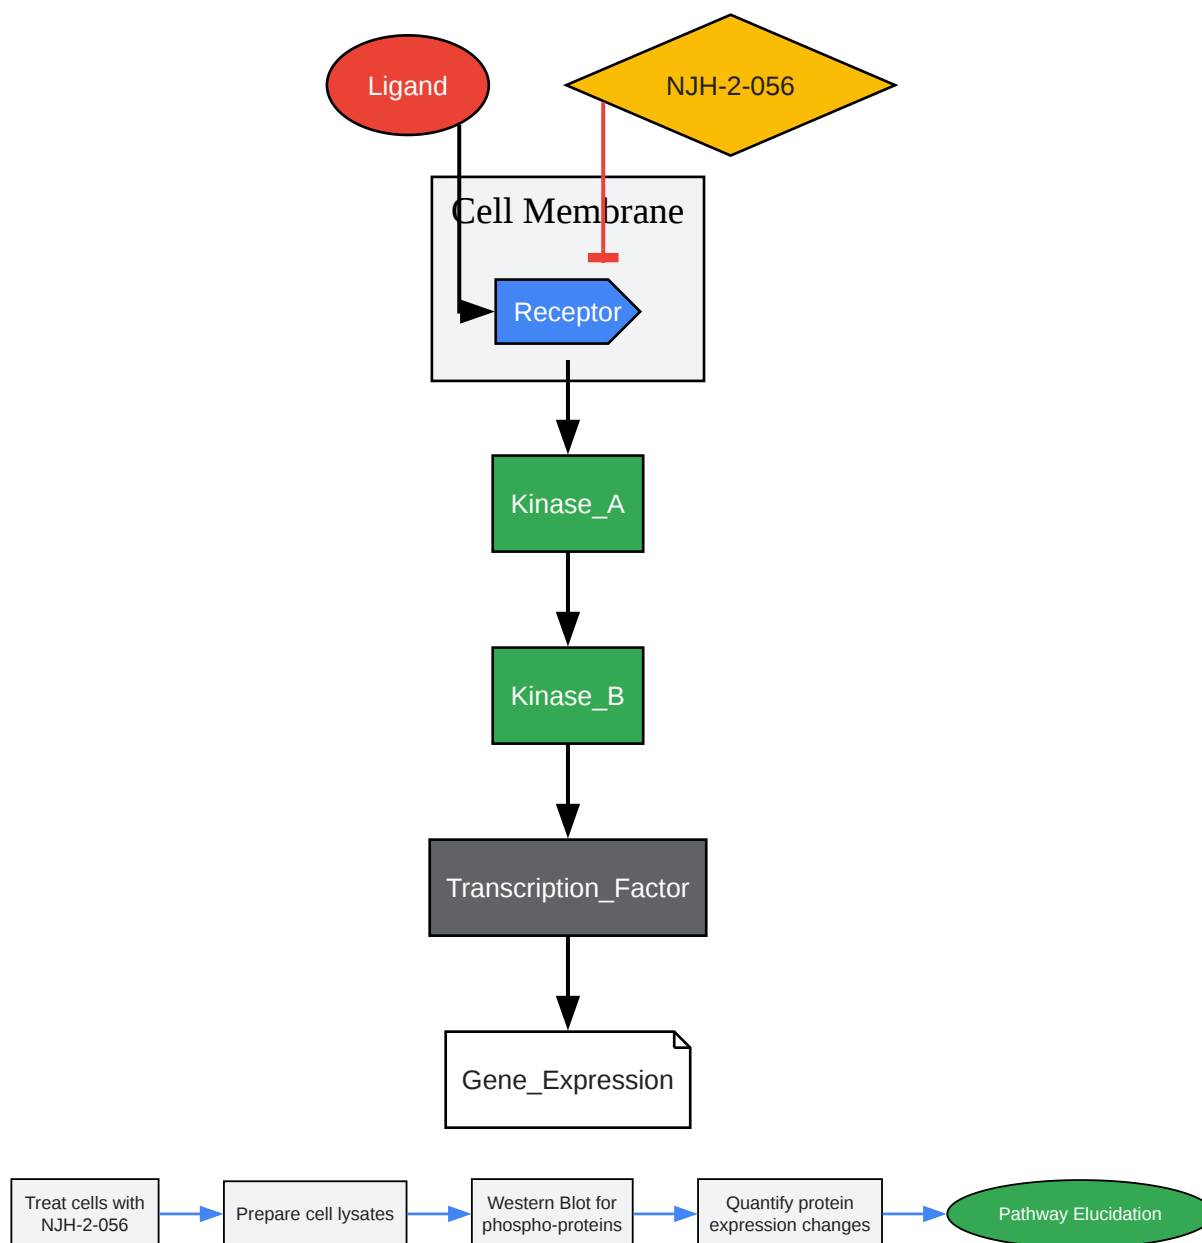 Ligand
NJH-2-056
Cell Membrane
Receptor
Kinase_A
Kinase_B
Transcription_Factor
Gene_Expression
Treat cells with
NJH-2-056
Prepare cell lysates
Western Blot for
phospho-proteins
Quantify protein
expression changes
Pathway Elucidation